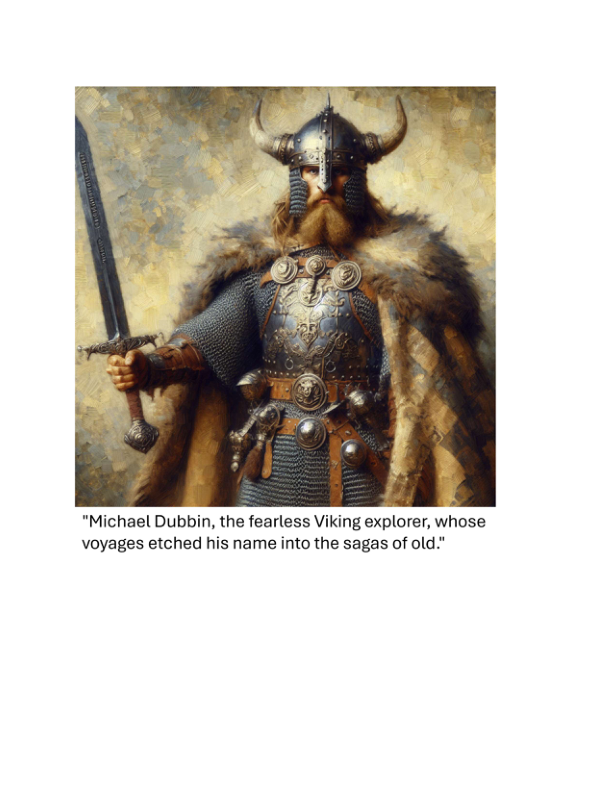 "Michael Dubbin, the fearless Viking explorer, whose
voyages etched his name into the sagas of old."